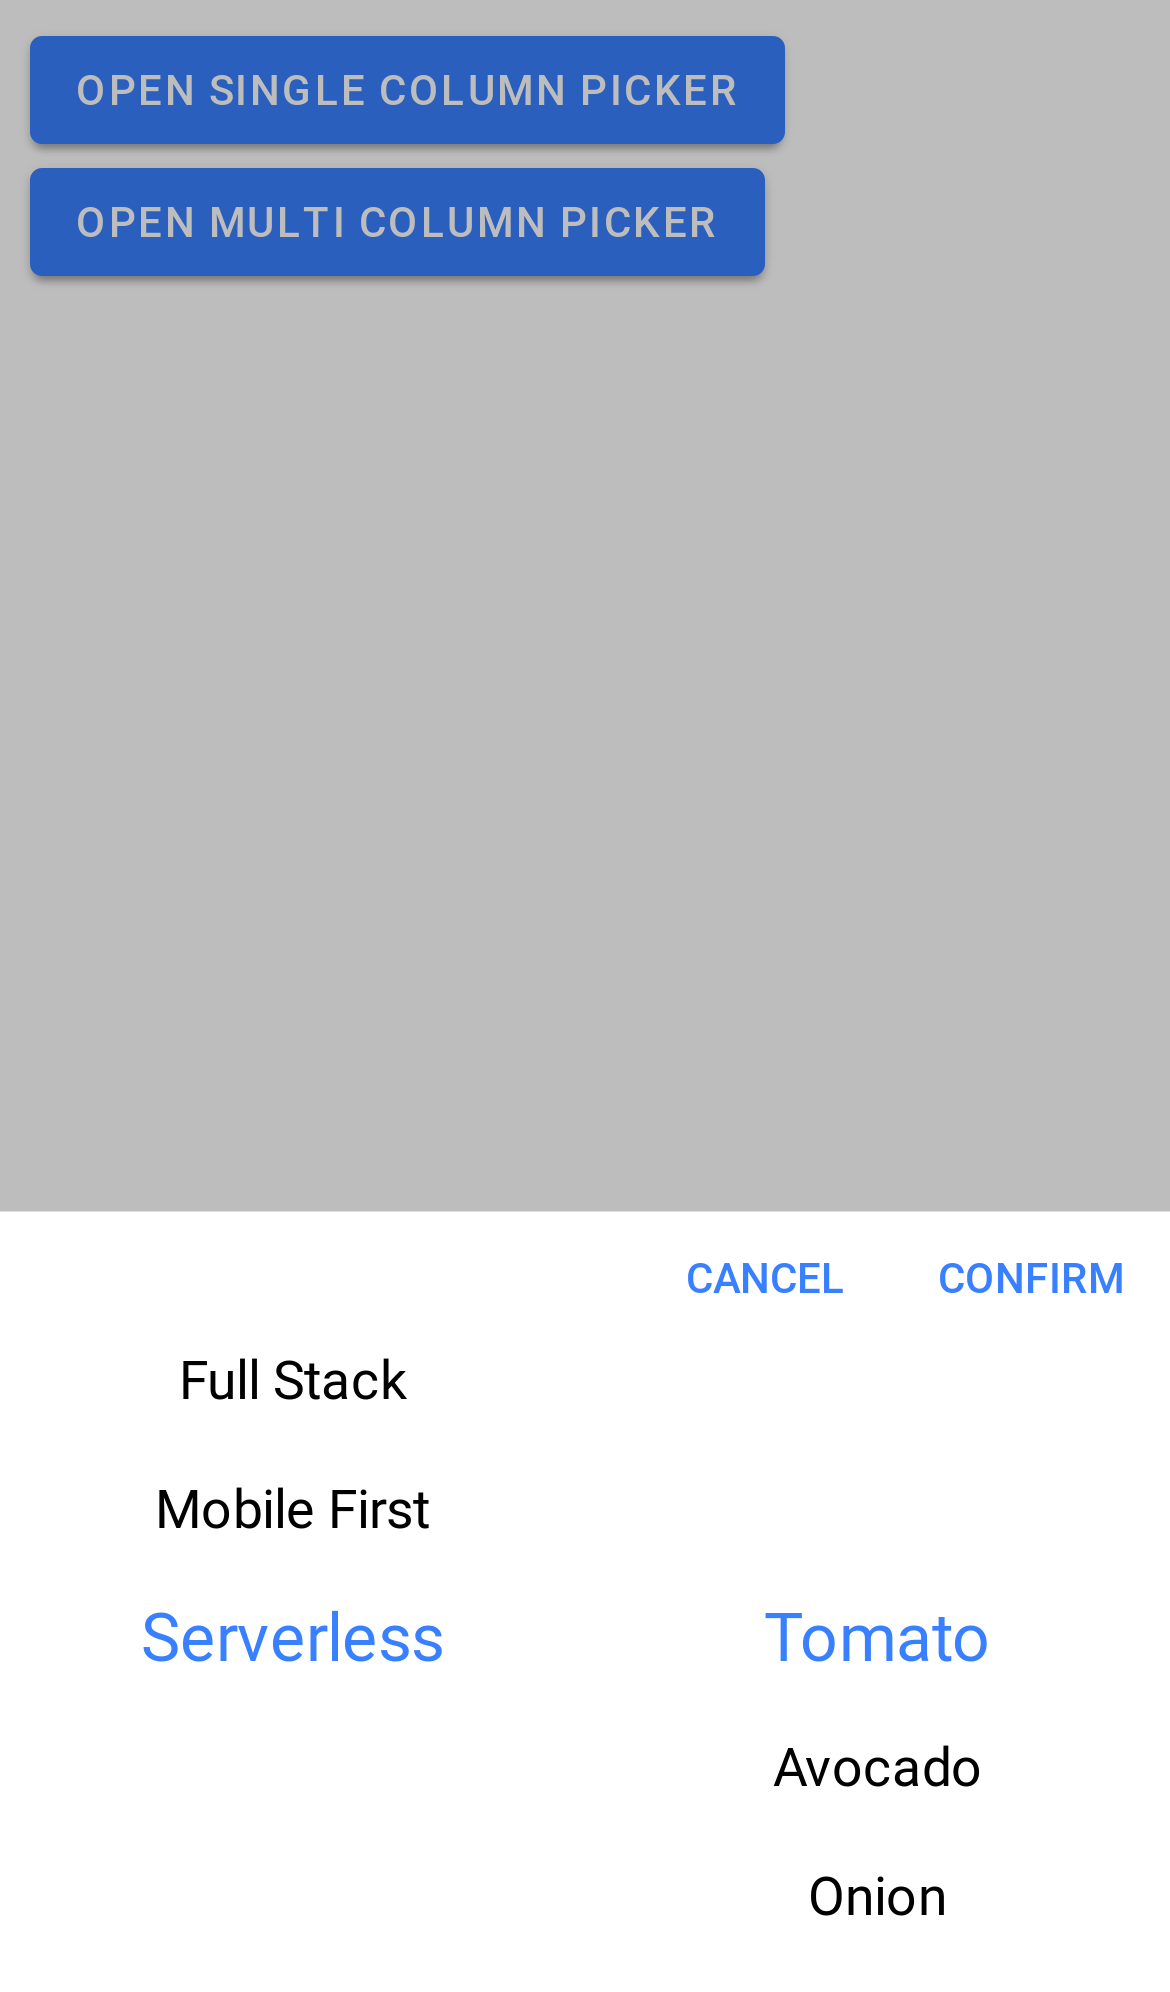 OPEN SINGLE COLUMN PICKER
OPEN MULTI COLUMN PICKER
CANCEL CONFIRM
Full Stack
Mobile First
Serverless Tomato
Avocado
Onion